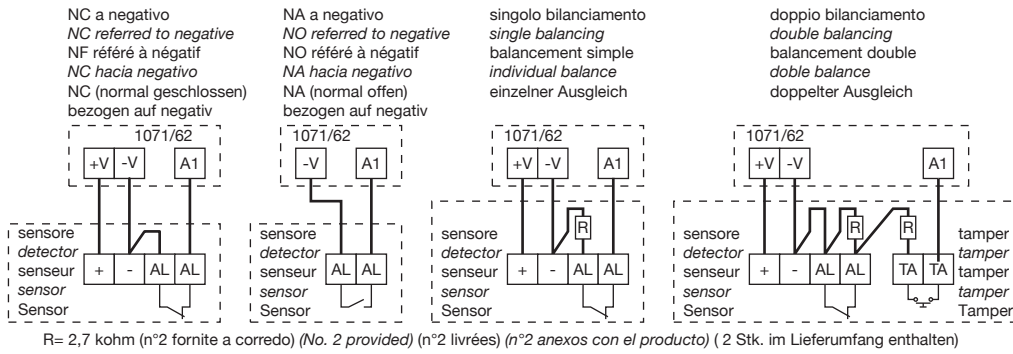 NC a negativo
NC referred to negative
NF référé à négatif
NC hacia negativo
NC (normal geschlossen)
bezogen auf negativ
1071/62
+V -V A1
sensore
detector
senseur
sensor
Sensor
+ - AL AL
NA a negativo
NO referred to negative
NO référé à négatif
NA hacia negativo
NA (normal offen)
bezogen auf negativ
1071/62
-V A1
sensore
detector
senseur
sensor
Sensor
AL AL
singolo bilanciamento
single balancing
balancement simple
individual balance
einzelner Ausgleich
1071/62
+V -V A1
R
sensore
detector
senseur
sensor
Sensor
+ - AL AL
doppio bilanciamento
double balancing
balancement double
doble balance
doppelter Ausgleich
1071/62
+V -V A1
R R
sensore
detector
senseur
sensor
Sensor
+ - AL AL TA TA
tamper
tamper
tamper
tamper
Tamper
R= 2,7 kohm (n°2 fornite a corredo) (No. 2 provided) (n°2 livrées) (n°2 anexos con el producto) ( 2 Stk. im Lieferumfang enthalten)